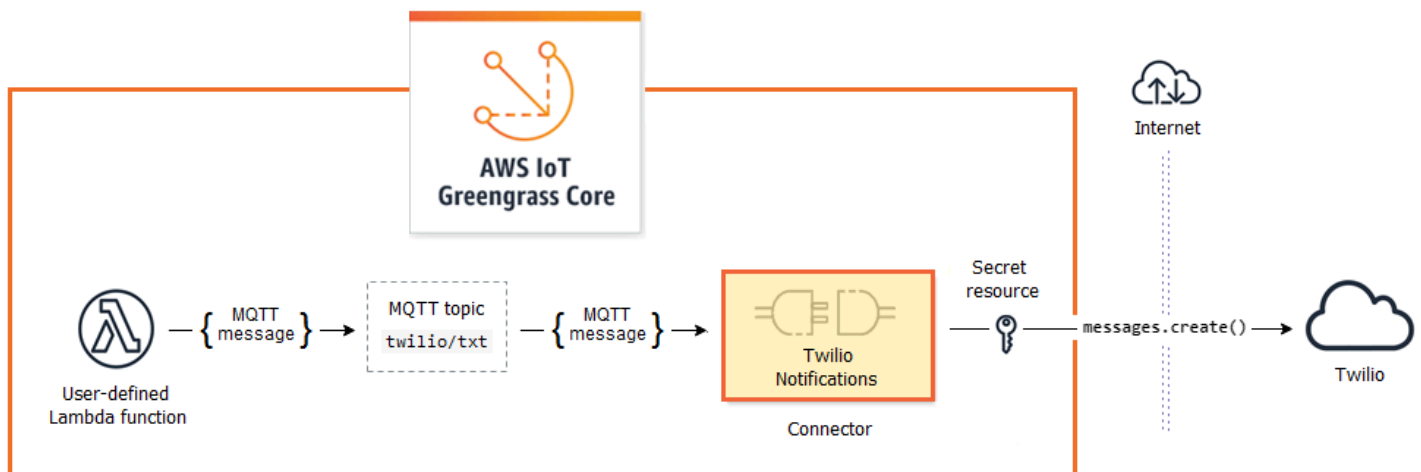 AWS IoT
Greengrass Core
Internet
User-defined
Lambda function
{ MQTT
message }
MQTT topic
twilio/txt
{ MQTT
message }
Twilio
Notifications
Connector
Secret
resource
messages.create()
Twilio